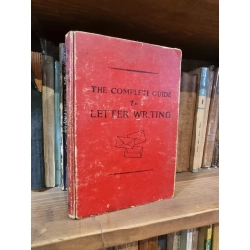 THE COMPLETE GUIDE
To
LETTER WRITING